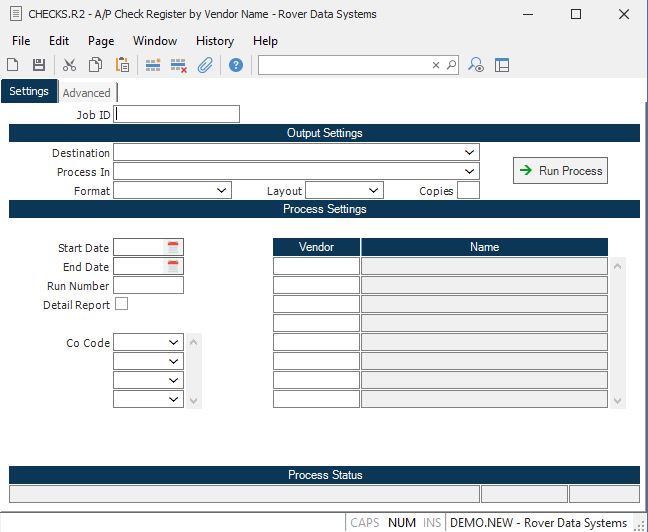 CHECKS.R2 - A/P Check Register by Vendor Name - Rover Data Systems
File Edit Page Window History Help
Settings Advanced
Job ID
Output Settings
Destination
Process In
Run Process
Format Layout Copies
Process Settings
Start Date Vendor Name
End Date
Run Number
Detail Report
Co Code
Process Status
CAPS NUM INS DEMO.NEW - Rover Data Systems